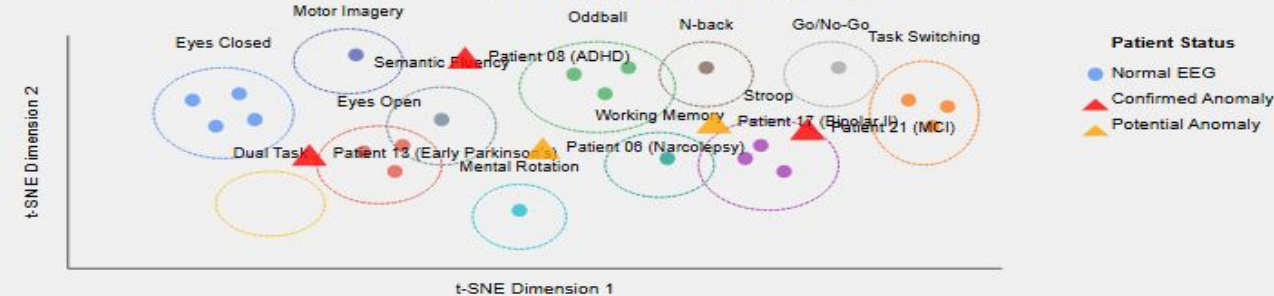 Motor Imagery
Oddball
N-back
Go/No-Go
Task Switching
Eyes Closed
Semantic Fluency
Patient 08 (ADHD)
Eyes Open
Stroop
Working Memory
Patient 17 (Bipolar II)
Patient 21 (MCI)
Dual Task
Patient 13 (Early Parkinson's)
Patient 06 (Narcolepsy)
Mental Rotation
t-SNE Dimension 2
t-SNE Dimension 1
Patient Status
Normal EEG
Confirmed Anomaly
Potential Anomaly